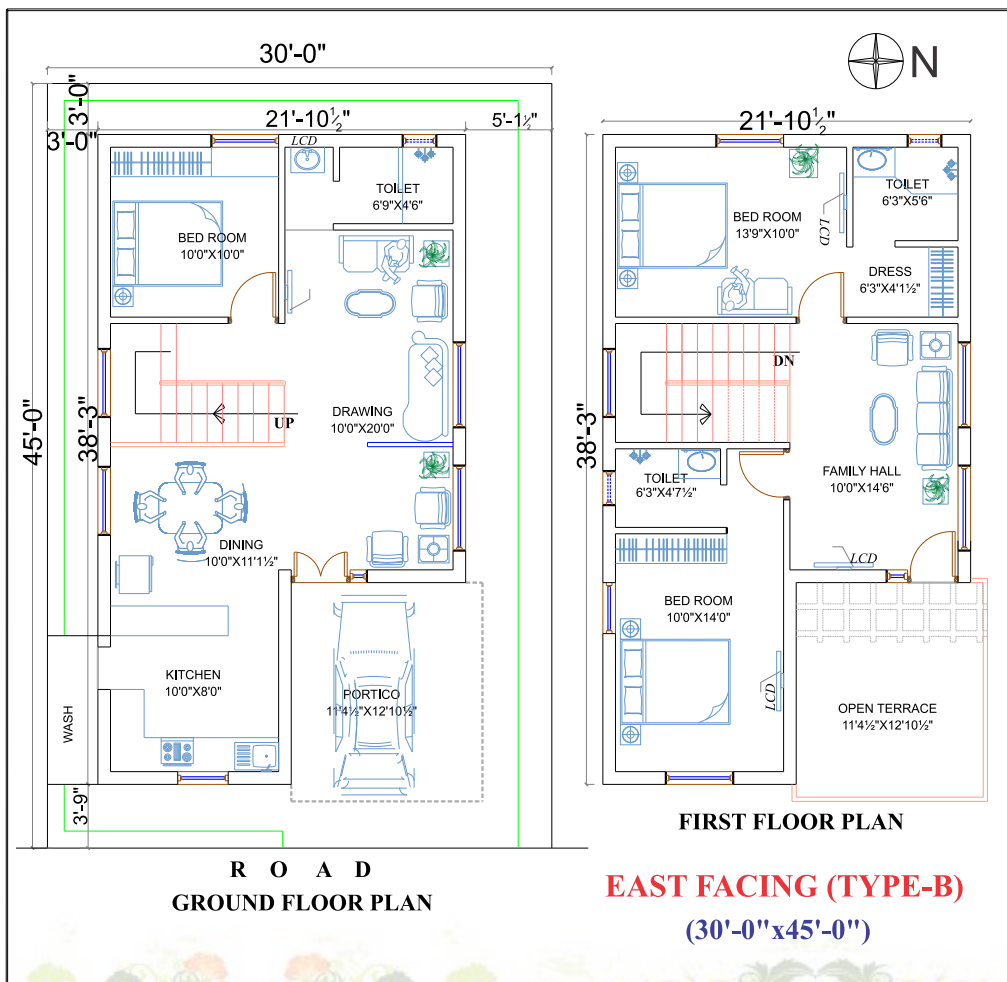 N
30'-0"
3'-0"
21'-10½"
5'-1½"
3'-0"
LCD
TOILET
6'9"X4'6"
BED ROOM
10'0"X10'0"
45'-0"
38'-3"
UP
DRAWING
10'0"X20'0"
DINING
10'0"X11'1½"
KITCHEN
10'0"X8'0"
WASH
PORTICO
11'4½"X12'10½"
3'-9"
R O A D
GROUND FLOOR PLAN
21'-10½"
TOILET
6'3"X5'6"
BED ROOM
13'9"X10'0"
LCD
DRESS
6'3"X4'1½"
DN
38'-3"
TOILET
6'3"X4'7½"
FAMILY HALL
10'0"X14'6"
LCD
BED ROOM
10'0"X14'0"
LCD
OPEN TERRACE
11'4½"X12'10½"
FIRST FLOOR PLAN
EAST FACING (TYPE-B)
(30'-0"x45'-0")